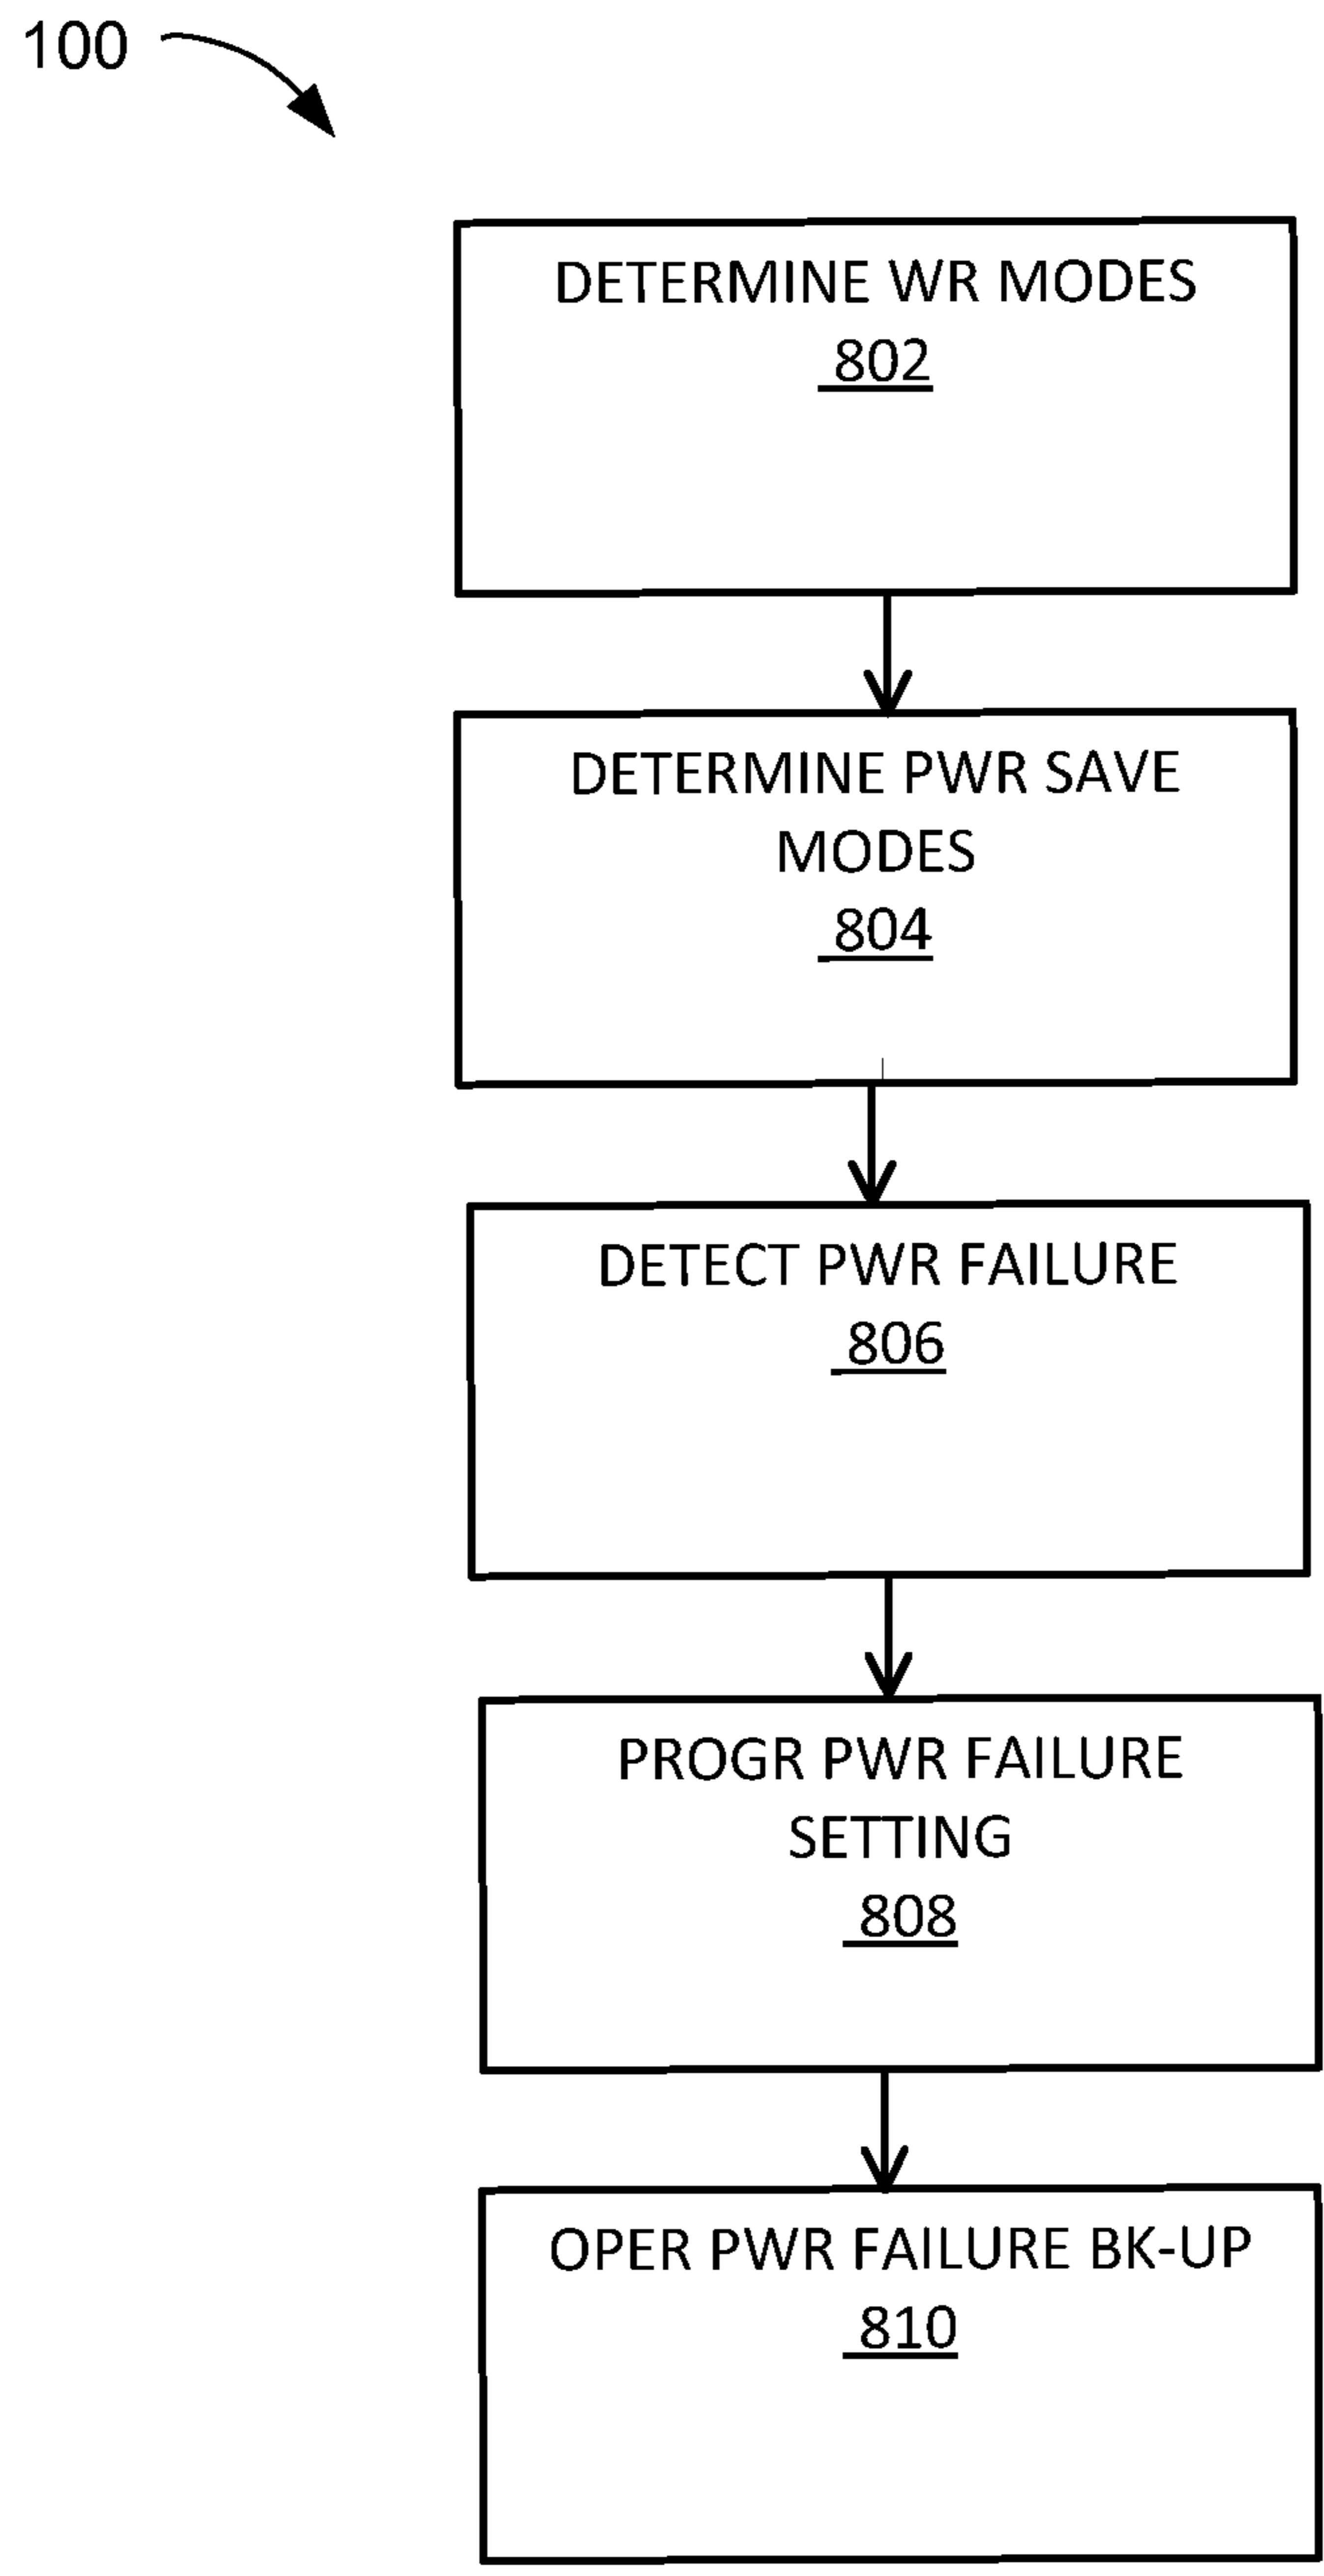 100
DETERMINE WR MODES
802
DETERMINE PWR SAVE
MODES
804
DETECT PWR FAILURE
806
PROGR PWR FAILURE
SETTING
808
OPER PWR FAILURE BK-UP
810